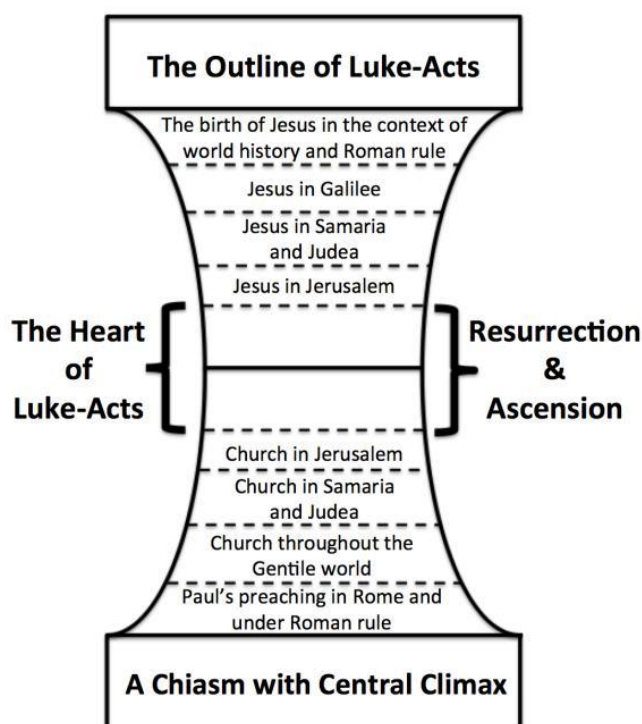 The Outline of Luke-Acts
The birth of Jesus in the context of
world history and Roman rule
Jesus in Galilee
Jesus in Samaria
and Judea
Jesus in Jerusalem
The Heart
of
Luke-Acts
Resurrection
&
Ascension
Church in Jerusalem
Church in Samaria
and Judea
Church throughout the
Gentile world
Paul's preaching in Rome and
under Roman rule
A Chiasm with Central Climax